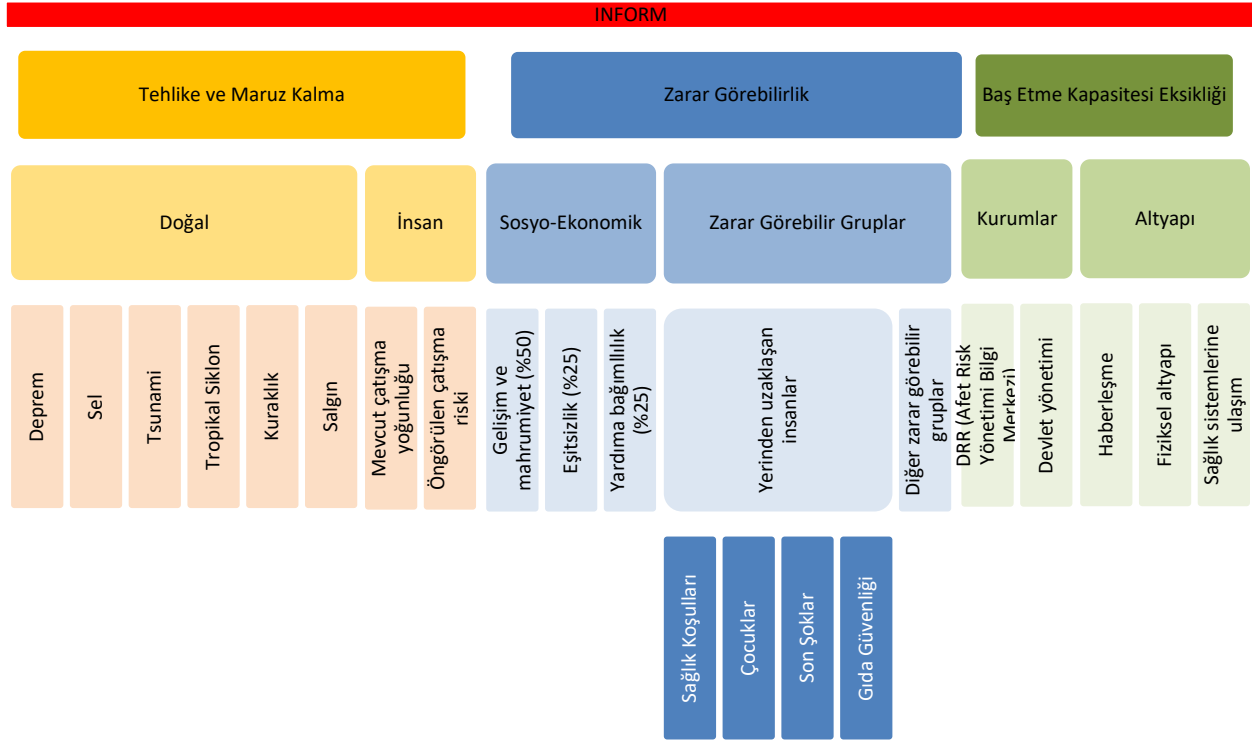 INFORM
Tehlike ve Maruz Kalma
Zarar Görebilirlik
Baş Etme Kapasitesi Eksikliği
Doğal
İnsan
Sosyo-Ekonomik
Zarar Görebilir Gruplar
Kurumlar
Altyapı
Deprem
Sel
Tsunami
Tropikal Siklon
Kuraklık
Salgın
Mevcut çatışma
yoğunluğu
Öngörülen çatışma
riski
Gelişim ve
mahrumiyet (%50)
Eşitsizlik (%25)
Yardıma bağımlılılık
(%25)
Yerinden uzaklaşan
insanlar
Diğer zarar görebilir
gruplar
DRR (Afet Risk
Yönetimi Bilgi
Merkezi)
Devlet yönetimi
Haberleşme
Fiziksel altyapı
Sağlık sistemlerine
ulaşım
Sağlık Koşulları
Çocuklar
Son Şoklar
Gıda Güvenliği